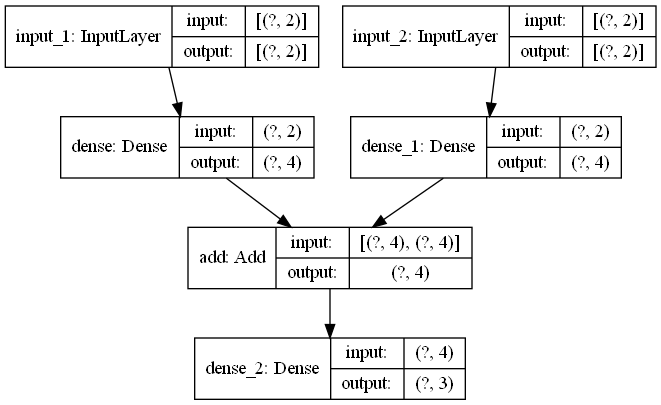 input_1: InputLayer
input: [(?, 2)]
output: [(?, 2)]
input_2: InputLayer
input: [(?, 2)]
output: [(?, 2)]
dense: Dense
input: (?, 2)
output: (?, 4)
dense_1: Dense
input: (?, 2)
output: (?, 4)
add: Add
input: [(?, 4), (?, 4)]
output: (?, 4)
dense_2: Dense
input: (?, 4)
output: (?, 3)